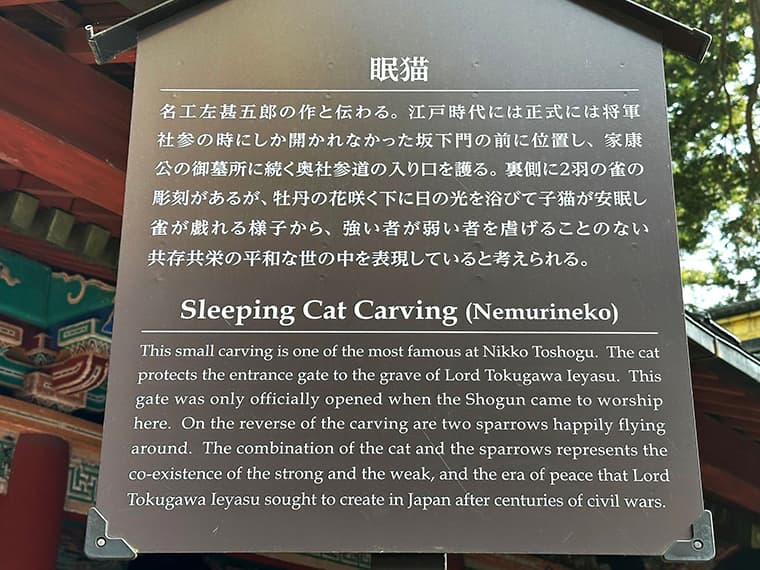 眠猫
名工左甚五郎の作と伝わる。江戸時代には正式には将軍
社参の時にしか開かれなかった坂下門の前に位置し、家康
公の御墓所に続く奥社参道の入り口を護る。裏側に2羽の雀の
彫刻があるが、牡丹の花咲く下に日の光を浴びて子猫が安眠し
雀が戯れる様子から、強い者が弱い者を虐げることのない
共存共栄の平和な世の中を表現していると考えられる。
Sleeping Cat Carving (Nemurineko)
This small carving is one of the most famous at Nikko Toshogu. The cat
protects the entrance gate to the grave of Lord Tokugawa Ieyasu. This
gate was only officially opened when the Shogun came to worship
here. On the reverse of the carving are two sparrows happily flying
around. The combination of the cat and the sparrows represents the
co-existence of the strong and the weak, and the era of peace that Lord
Tokugawa Ieyasu sought to create in Japan after centuries of civil wars.